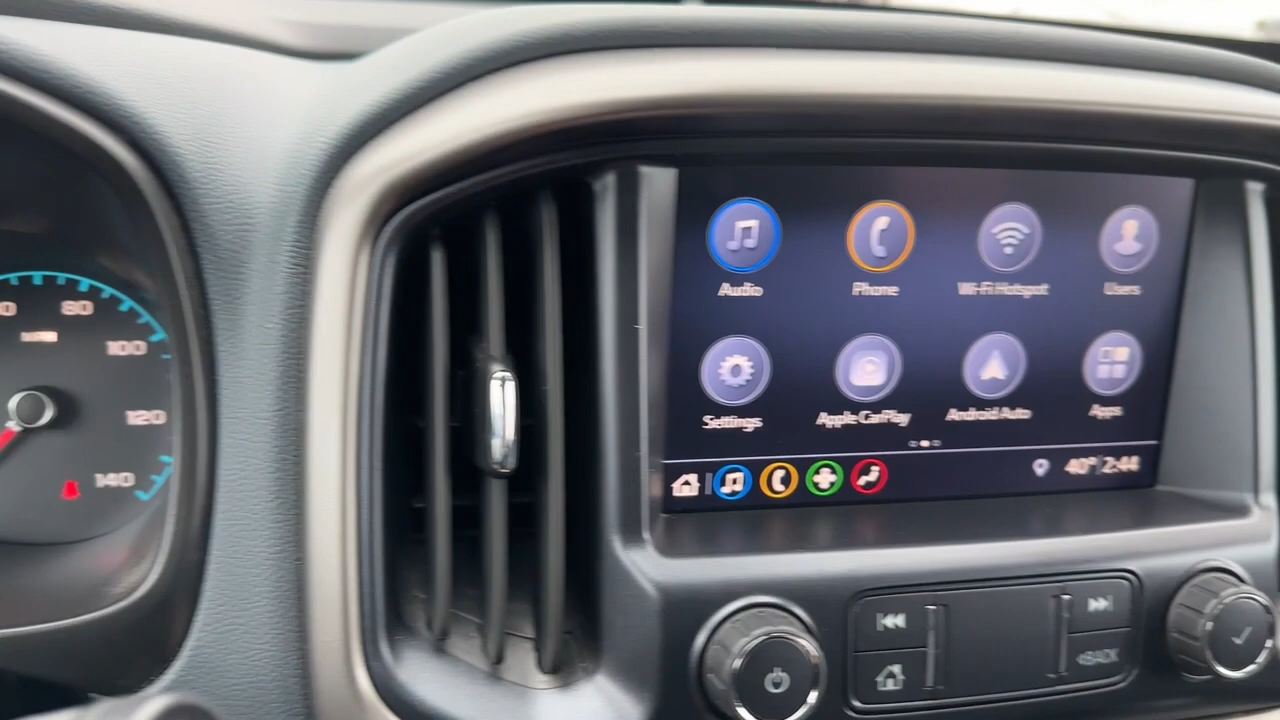 80
MPH
100
120
140
Audio Phone Wi-Fi Hotspot Users
Settings Apple CarPlay Android Auto Apps
40° 2:44
BACK